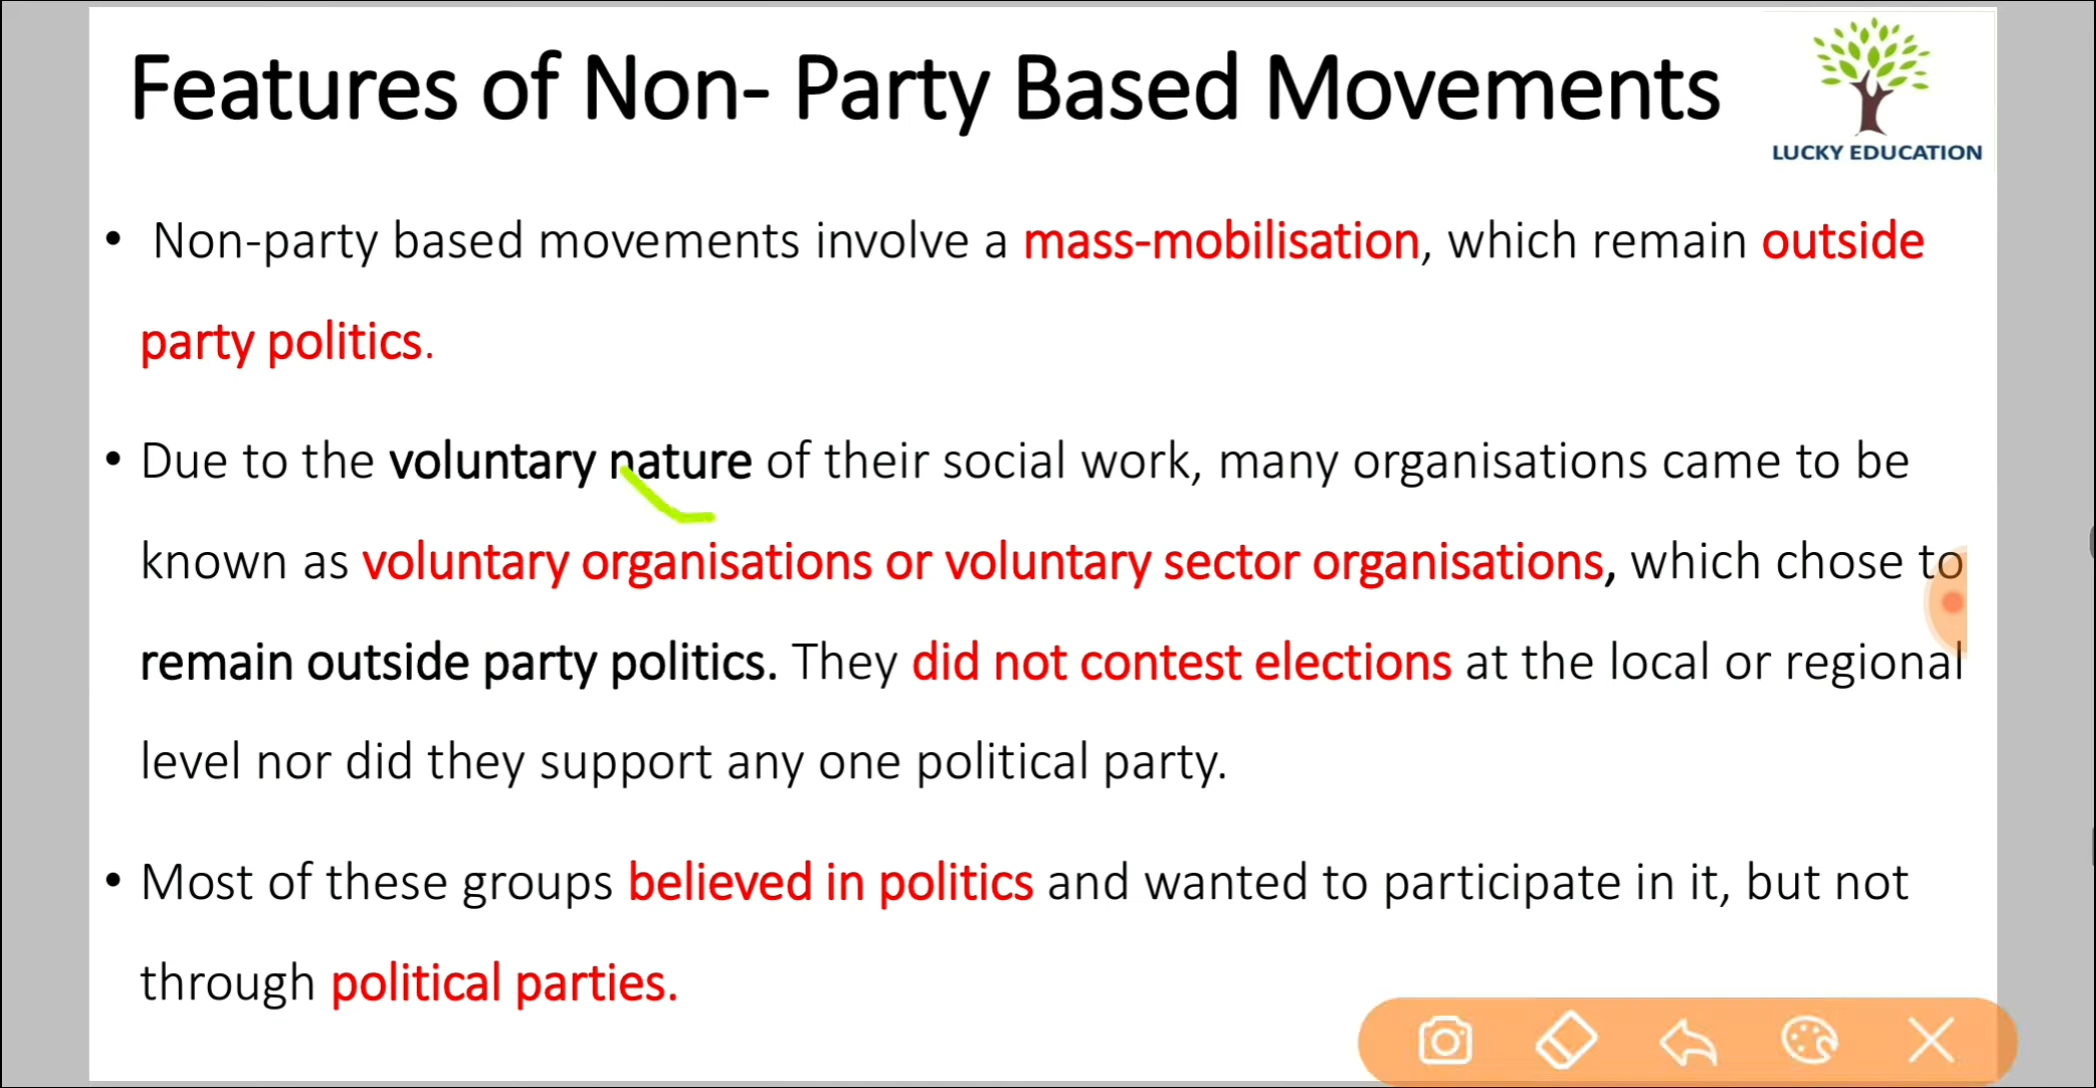 Features of Non- Party Based Movements
LUCKY EDUCATION
• Non-party based movements involve a mass-mobilisation, which remain outside
party politics.
• Due to the voluntary nature of their social work, many organisations came to be
known as voluntary organisations or voluntary sector organisations, which chose to
remain outside party politics. They did not contest elections at the local or regional
level nor did they support any one political party.
• Most of these groups believed in politics and wanted to participate in it, but not
through political parties.